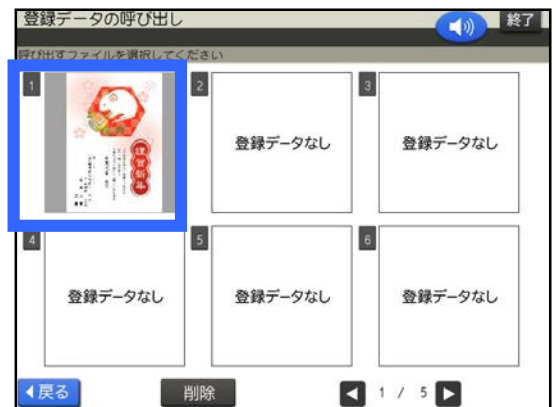 登録データの呼び出し
終了
呼び出すファイルを選択してください
1
謹賀新年
2
登録データなし
3
登録データなし
4
登録データなし
5
登録データなし
6
登録データなし
戻る
削除
1 / 5